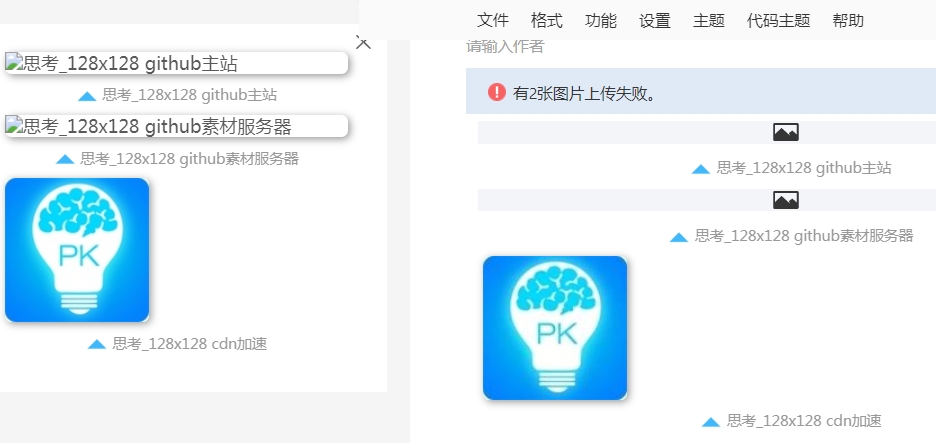 文件 格式 功能 设置 主题 代码主题 帮助
思考_128x128 github主站
思考_128x128 github主站
思考_128x128 github素材服务器
思考_128x128 github素材服务器
PK
思考_128x128 cdn加速
请输入作者
有2张图片上传失败。
思考_128x128 github主站
思考_128x128 github素材服务器
PK
思考_128x128 cdn加速